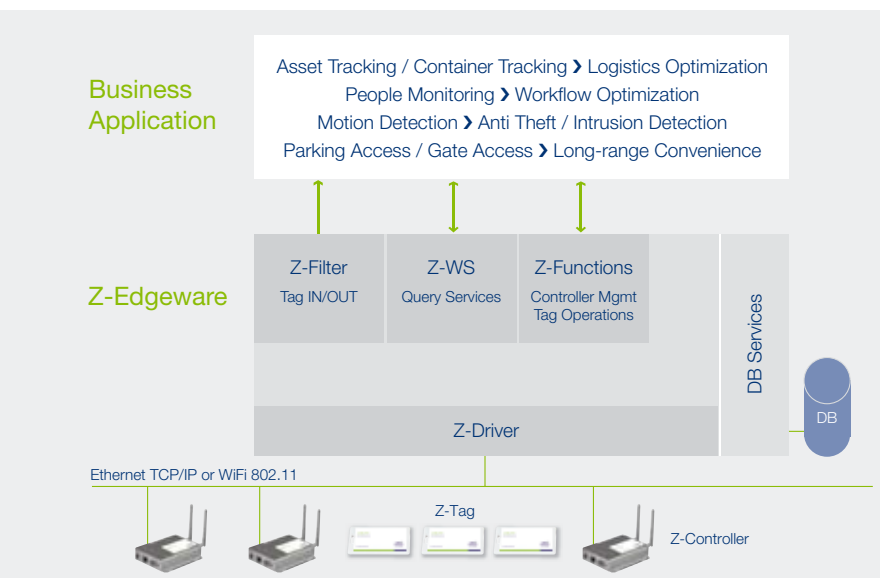 Business
Application
Asset Tracking / Container Tracking ❯ Logistics Optimization
People Monitoring ❯ Workflow Optimization
Motion Detection ❯ Anti Theft / Intrusion Detection
Parking Access / Gate Access ❯ Long-range Convenience
Z-Edgeware
Z-Filter
Tag IN/OUT
Z-WS
Query Services
Z-Functions
Controller Mgmt
Tag Operations
DB Services
DB
Z-Driver
Ethernet TCP/IP or WiFi 802.11
Z-Tag
Z-Controller